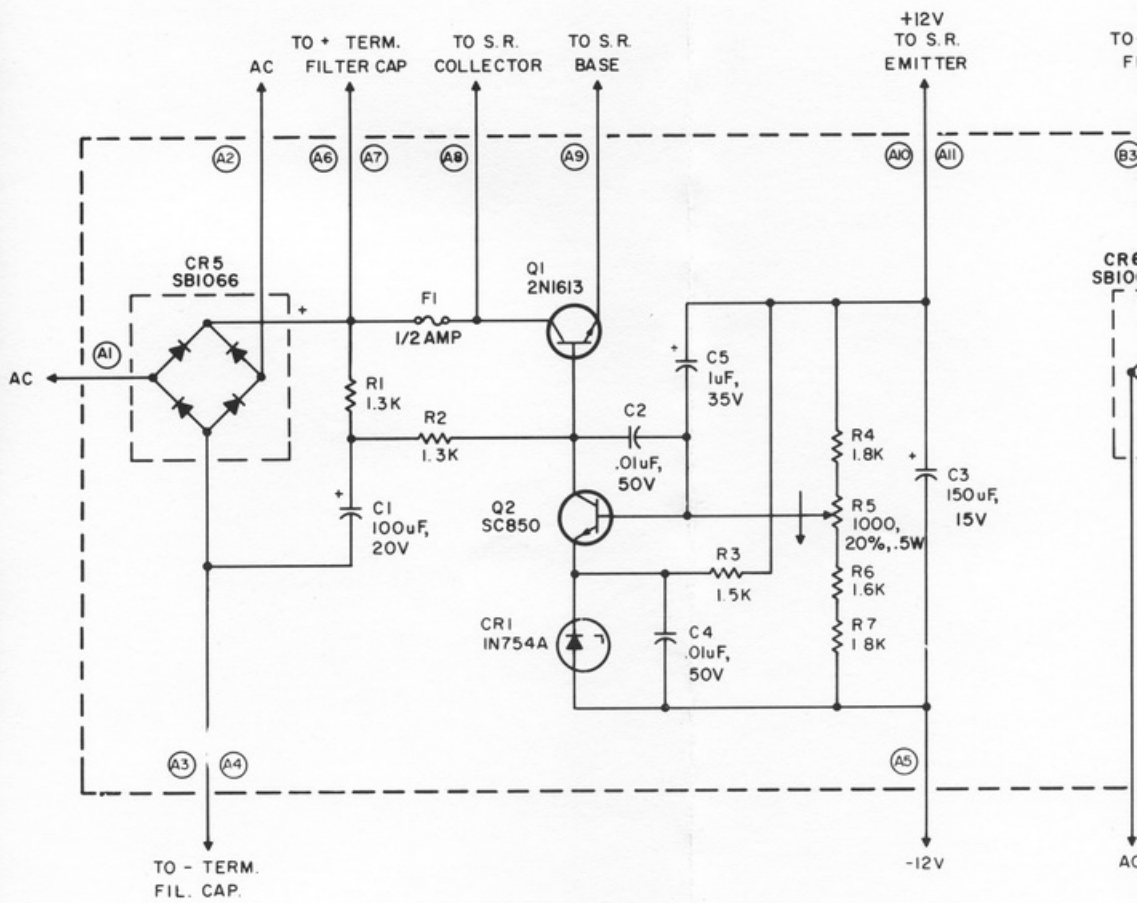 +12V
TO + TERM.
FILTER CAP
TO S.R.
COLLECTOR
TO S.R.
BASE
TO S.R.
EMITTER
TO
AC
A2
A6
A7
A8
A9
A10
A11
B3
CR5
SB1066
+
A1
AC
F1
1/2 AMP
Q1
2N1613
R1
1.3K
R2
1.3K
+
C1
100uF,
20V
+
C5
1uF,
35V
C2
.01uF,
50V
Q2
SC850
R3
1.5K
R4
1.8K
R5
1000,
20%, .5W
R6
1.6K
R7
1 8K
+
C3
150uF,
15V
CR1
1N754A
C4
.01uF,
50V
A3
A4
A5
TO - TERM.
FIL. CAP.
-12V